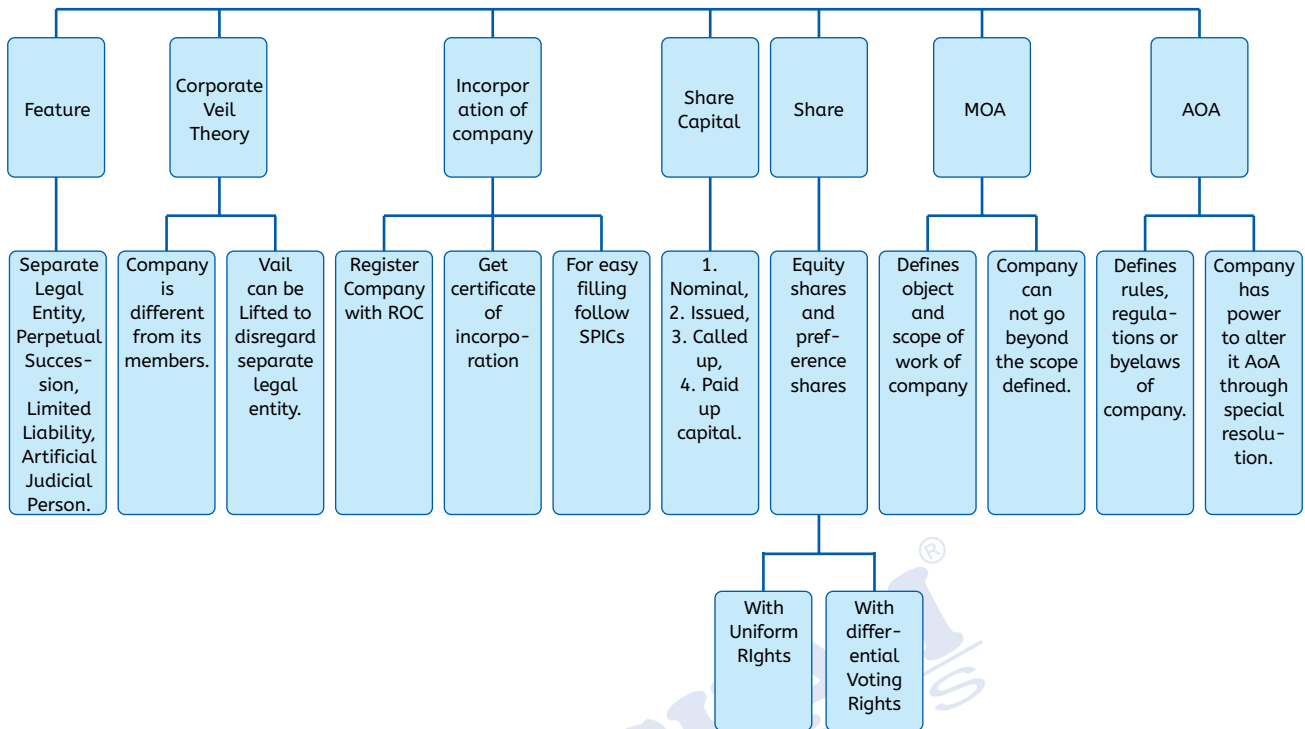 Feature
Corporate
Veil
Theory
Incorpor
ation of
company
Share
Capital
Share
MOA
AOA
Separate
Legal
Entity,
Perpetual
Succes-
sion,
Limited
Liability,
Artificial
Judicial
Person.
Company
is
different
from its
members.
Vail
can be
Lifted to
disregard
separate
legal
entity.
Register
Company
with ROC
Get
certificate
of
incorpo-
ration
For easy
filling
follow
SPICs
1.
Nominal,
2. Issued,
3. Called
up,
4. Paid
up
capital.
Equity
shares
and
pref-
erence
shares
Defines
object
and
scope of
work of
company
Company
can
not go
beyond
the scope
defined.
Defines
rules,
regula-
tions or
byelaws
of
company.
Company
has
power
to alter
it AoA
through
special
resolu-
tion.
With
Uniform
RIghts
With
differ-
ential
Voting
Rights
®